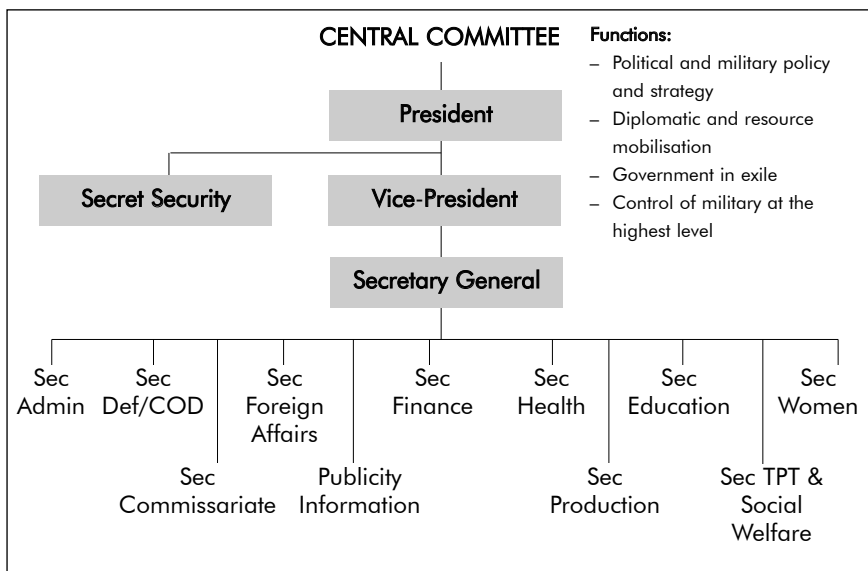 CENTRAL COMMITTEE
Functions:
– Political and military policy
and strategy
– Diplomatic and resource
mobilisation
– Government in exile
– Control of military at the
highest level
President
Secret Security
Vice-President
Secretary General
Sec
Admin
Sec
Def/COD
Sec
Foreign
Affairs
Sec
Finance
Sec
Health
Sec
Education
Sec
Women
Sec
Commissariate
Publicity
Information
Sec
Production
Sec TPT &
Social
Welfare